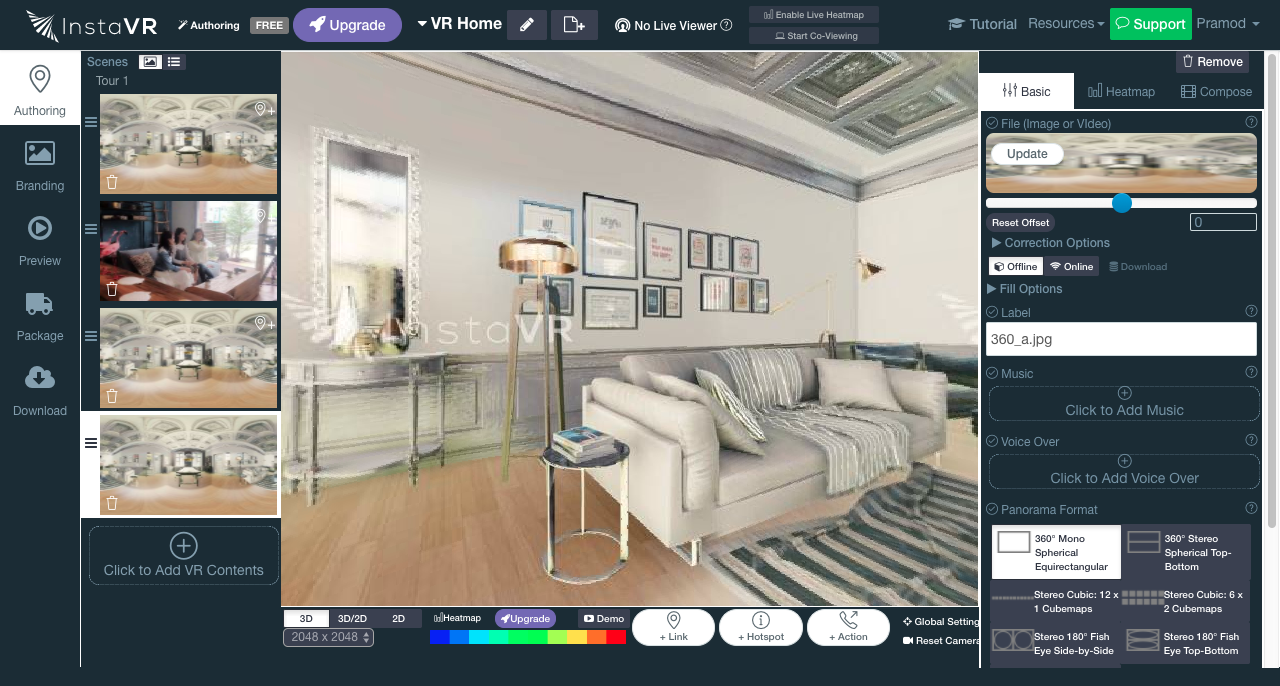 InstaVR
Authoring
FREE
Upgrade
VR Home
No Live Viewer
Enable Live Heatmap
Start Co-Viewing
Tutorial
Resources
Support
Pramod
Authoring
Branding
Preview
Package
Download
Scenes
Tour 1
Click to Add VR Contents
InstaVR
3D
3D/2D
2D
2048 x 2048
Heatmap
Upgrade
Demo
+ Link
+ Hotspot
+ Action
Global Setting
Reset Camera
Remove
Basic
Heatmap
Compose
File (Image or VIdeo)
Update
Reset Offset
0
Correction Options
Offline
Online
Download
Fill Options
Label
360_a.jpg
Music
Click to Add Music
Voice Over
Click to Add Voice Over
Panorama Format
360° Mono
Spherical
Equirectangular
360° Stereo
Spherical Top-
Bottom
Stereo Cubic: 12 x
1 Cubemaps
Stereo Cubic: 6 x
2 Cubemaps
Stereo 180° Fish
Eye Side-by-Side
Stereo 180° Fish
Eye Top-Bottom